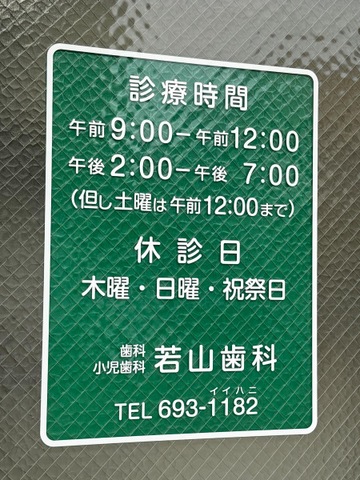 診療時間
午前9:00−午前12:00
午後2:00−午後 7:00
(但し土曜は午前12:00まで)
休診日
木曜・日曜・祝祭日
歯科
小児歯科 若山歯科
イイハニ
TEL 693-1182